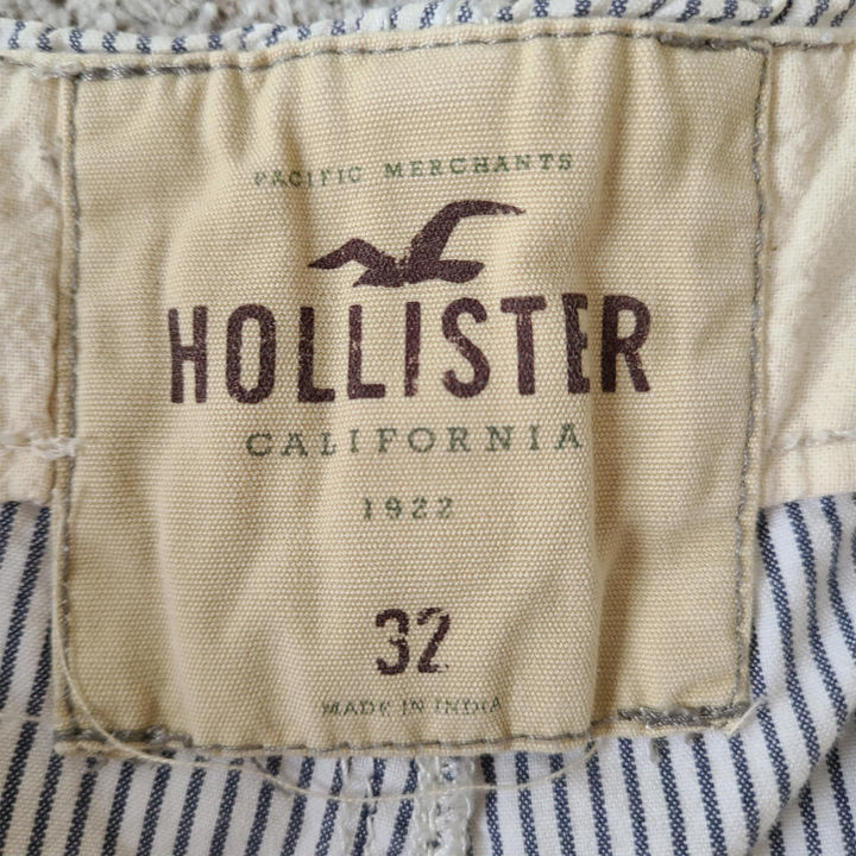 PACIFIC MERCHANTS
HOLLISTER
CALIFORNIA
1922
32
MADE IN INDIA